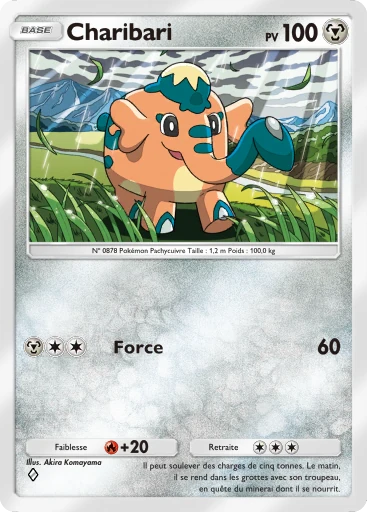 BASE Charibari PV 100
N° 0878 Pokémon Pachycuivre Taille : 1,2 m Poids : 100,0 kg
Force 60
Faiblesse +20 Retraite
Illus. Akira Komayama
Il peut soulever des charges de cinq tonnes. Le matin,
il se rend dans les grottes avec son troupeau,
en quête du minerai dont il se nourrit.